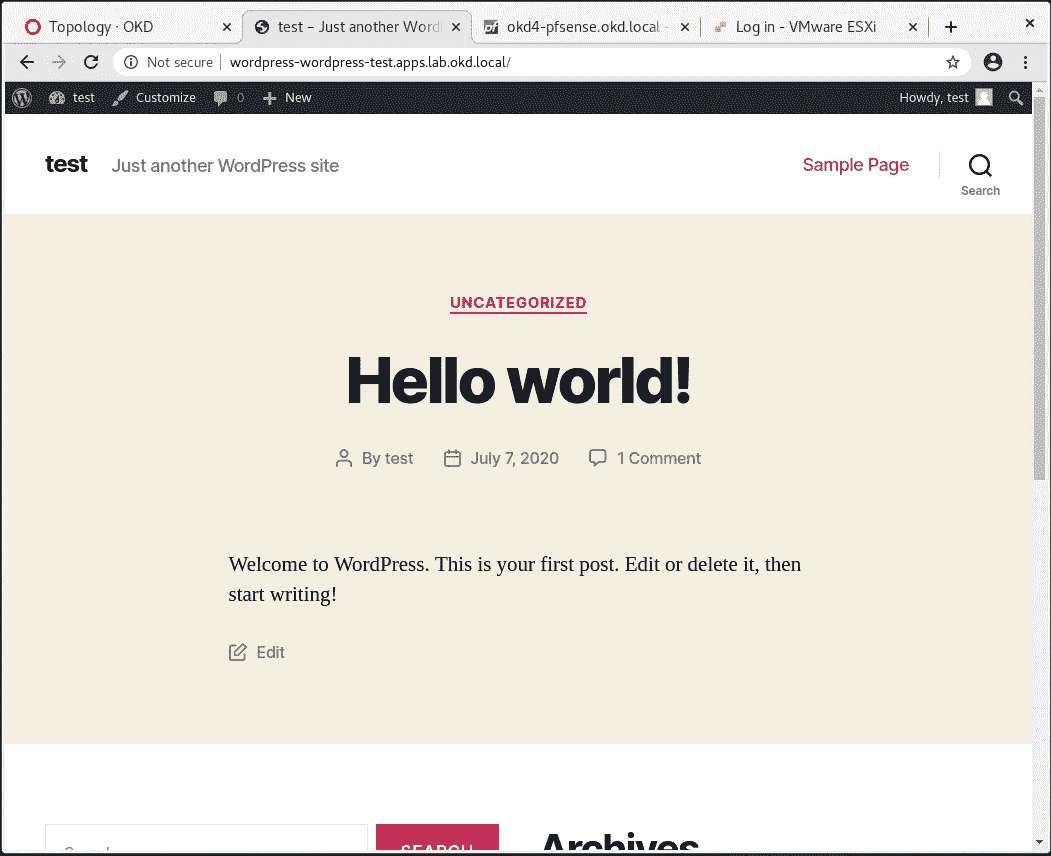 Topology · OKD
test – Just another Word
okd4-pfsense.okd.local -
Log in - VMware ESXi
Not secure
wordpress-wordpress-test.apps.lab.okd.local/
test
Customize
0
New
Howdy, test
test
Just another WordPress site
Sample Page
Search
UNCATEGORIZED
Hello world!
By test
July 7, 2020
1 Comment
Welcome to WordPress. This is your first post. Edit or delete it, then
start writing!
Edit
SEARCH
Archives